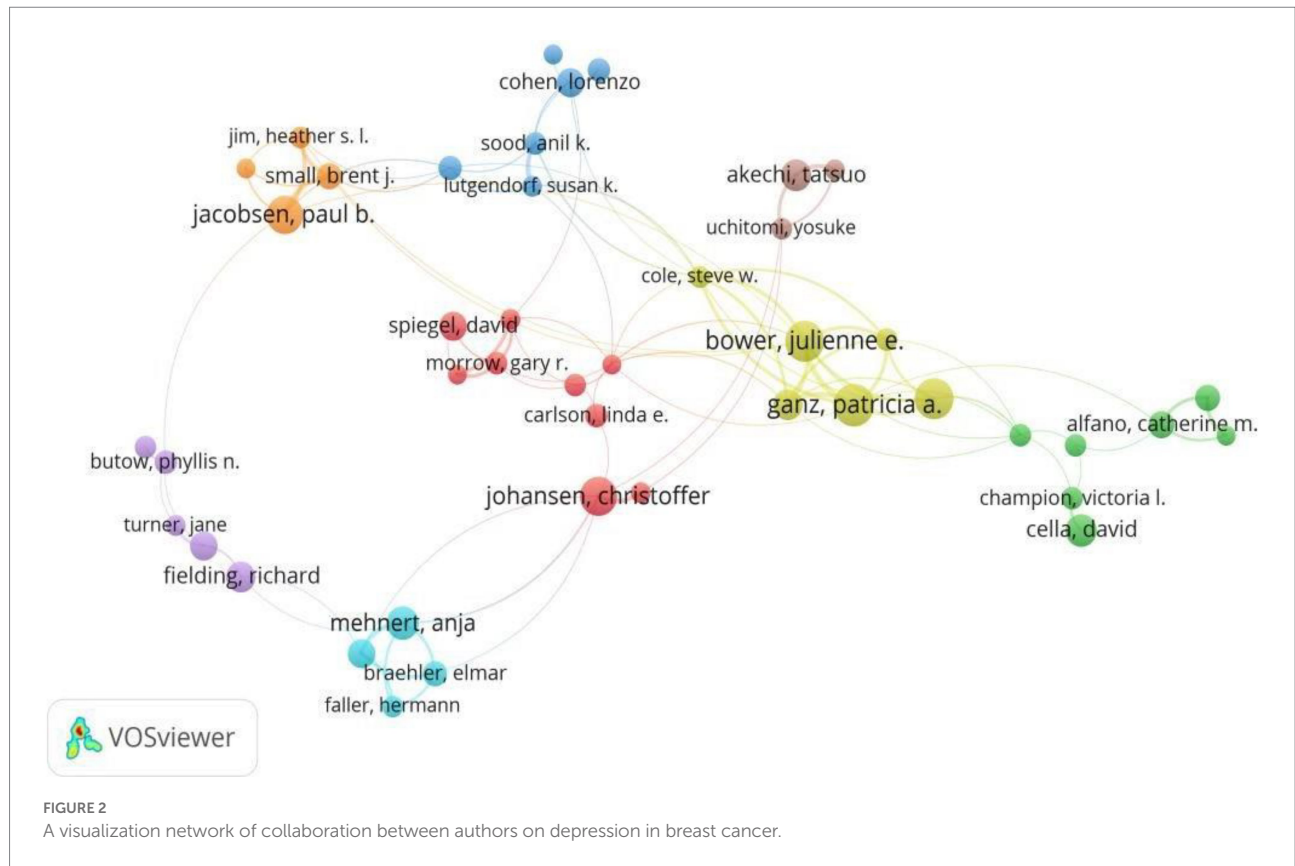 cohen, lorenzo
jim, heather s. l.
sood, anil k.
small, brent j.
lutgendorf, susan k.
akechi, tatsuo
jacobsen, paul b.
uchitomi, yosuke
cole, steve w.
spiegel, david
bower, julienne e.
morrow, gary r.
carlson, linda e.
ganz, patricia a.
alfano, catherine m.
butow, phyllis n.
johansen, christoffer
champion, victoria l.
turner, jane
cella, david
fielding, richard
mehnert, anja
braehler, elmar
faller, hermann
VOSviewer
FIGURE 2
A visualization network of collaboration between authors on depression in breast cancer.